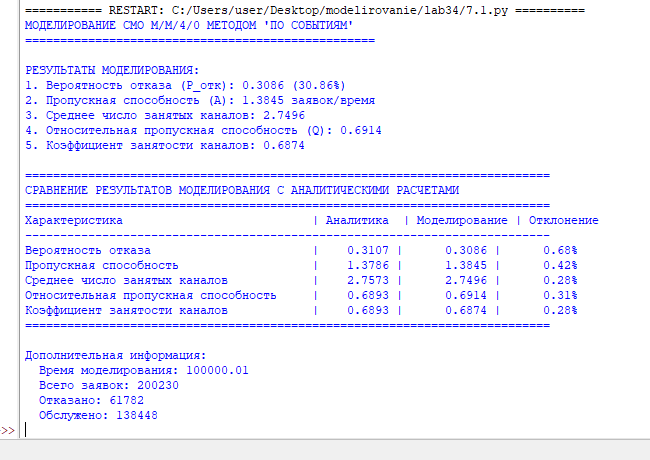 =========== RESTART: C:/Users/user/Desktop/modelirovanie/lab34/7.1.py ==========
МОДЕЛИРОВАНИЕ СМО M/M/4/0 МЕТОДОМ 'ПО СОБЫТИЯМ'
==================================================
РЕЗУЛЬТАТЫ МОДЕЛИРОВАНИЯ:
1. Вероятность отказа (P_отк): 0.3086 (30.86%)
2. Пропускная способность (A): 1.3845 заявок/время
3. Среднее число занятых каналов: 2.7496
4. Относительная пропускная способность (Q): 0.6914
5. Коэффициент занятости каналов: 0.6874
===========================================================================
СРАВНЕНИЕ РЕЗУЛЬТАТОВ МОДЕЛИРОВАНИЯ С АНАЛИТИЧЕСКИМИ РАСЧЕТАМИ
===========================================================================
Характеристика | Аналитика | Моделирование | Отклонение
---------------------------------------------------------------------------
Вероятность отказа | 0.3107 | 0.3086 | 0.68%
Пропускная способность | 1.3786 | 1.3845 | 0.42%
Среднее число занятых каналов | 2.7573 | 2.7496 | 0.28%
Относительная пропускная способность | 0.6893 | 0.6914 | 0.31%
Коэффициент занятости каналов | 0.6893 | 0.6874 | 0.28%
===========================================================================
Дополнительная информация:
Время моделирования: 100000.01
Всего заявок: 200230
Отказано: 61782
Обслужено: 138448
>>